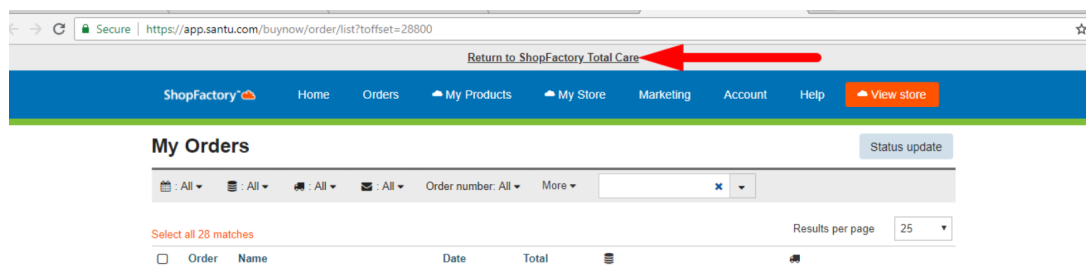 Secure | https://app.santu.com/buynow/order/list?toffset=28800
Return to ShopFactory Total Care
ShopFactory Home Orders My Products My Store Marketing Account Help View store
My Orders Status update
: All : All : All : All Order number: All More
Select all 28 matches Results per page 25
Order Name Date Total